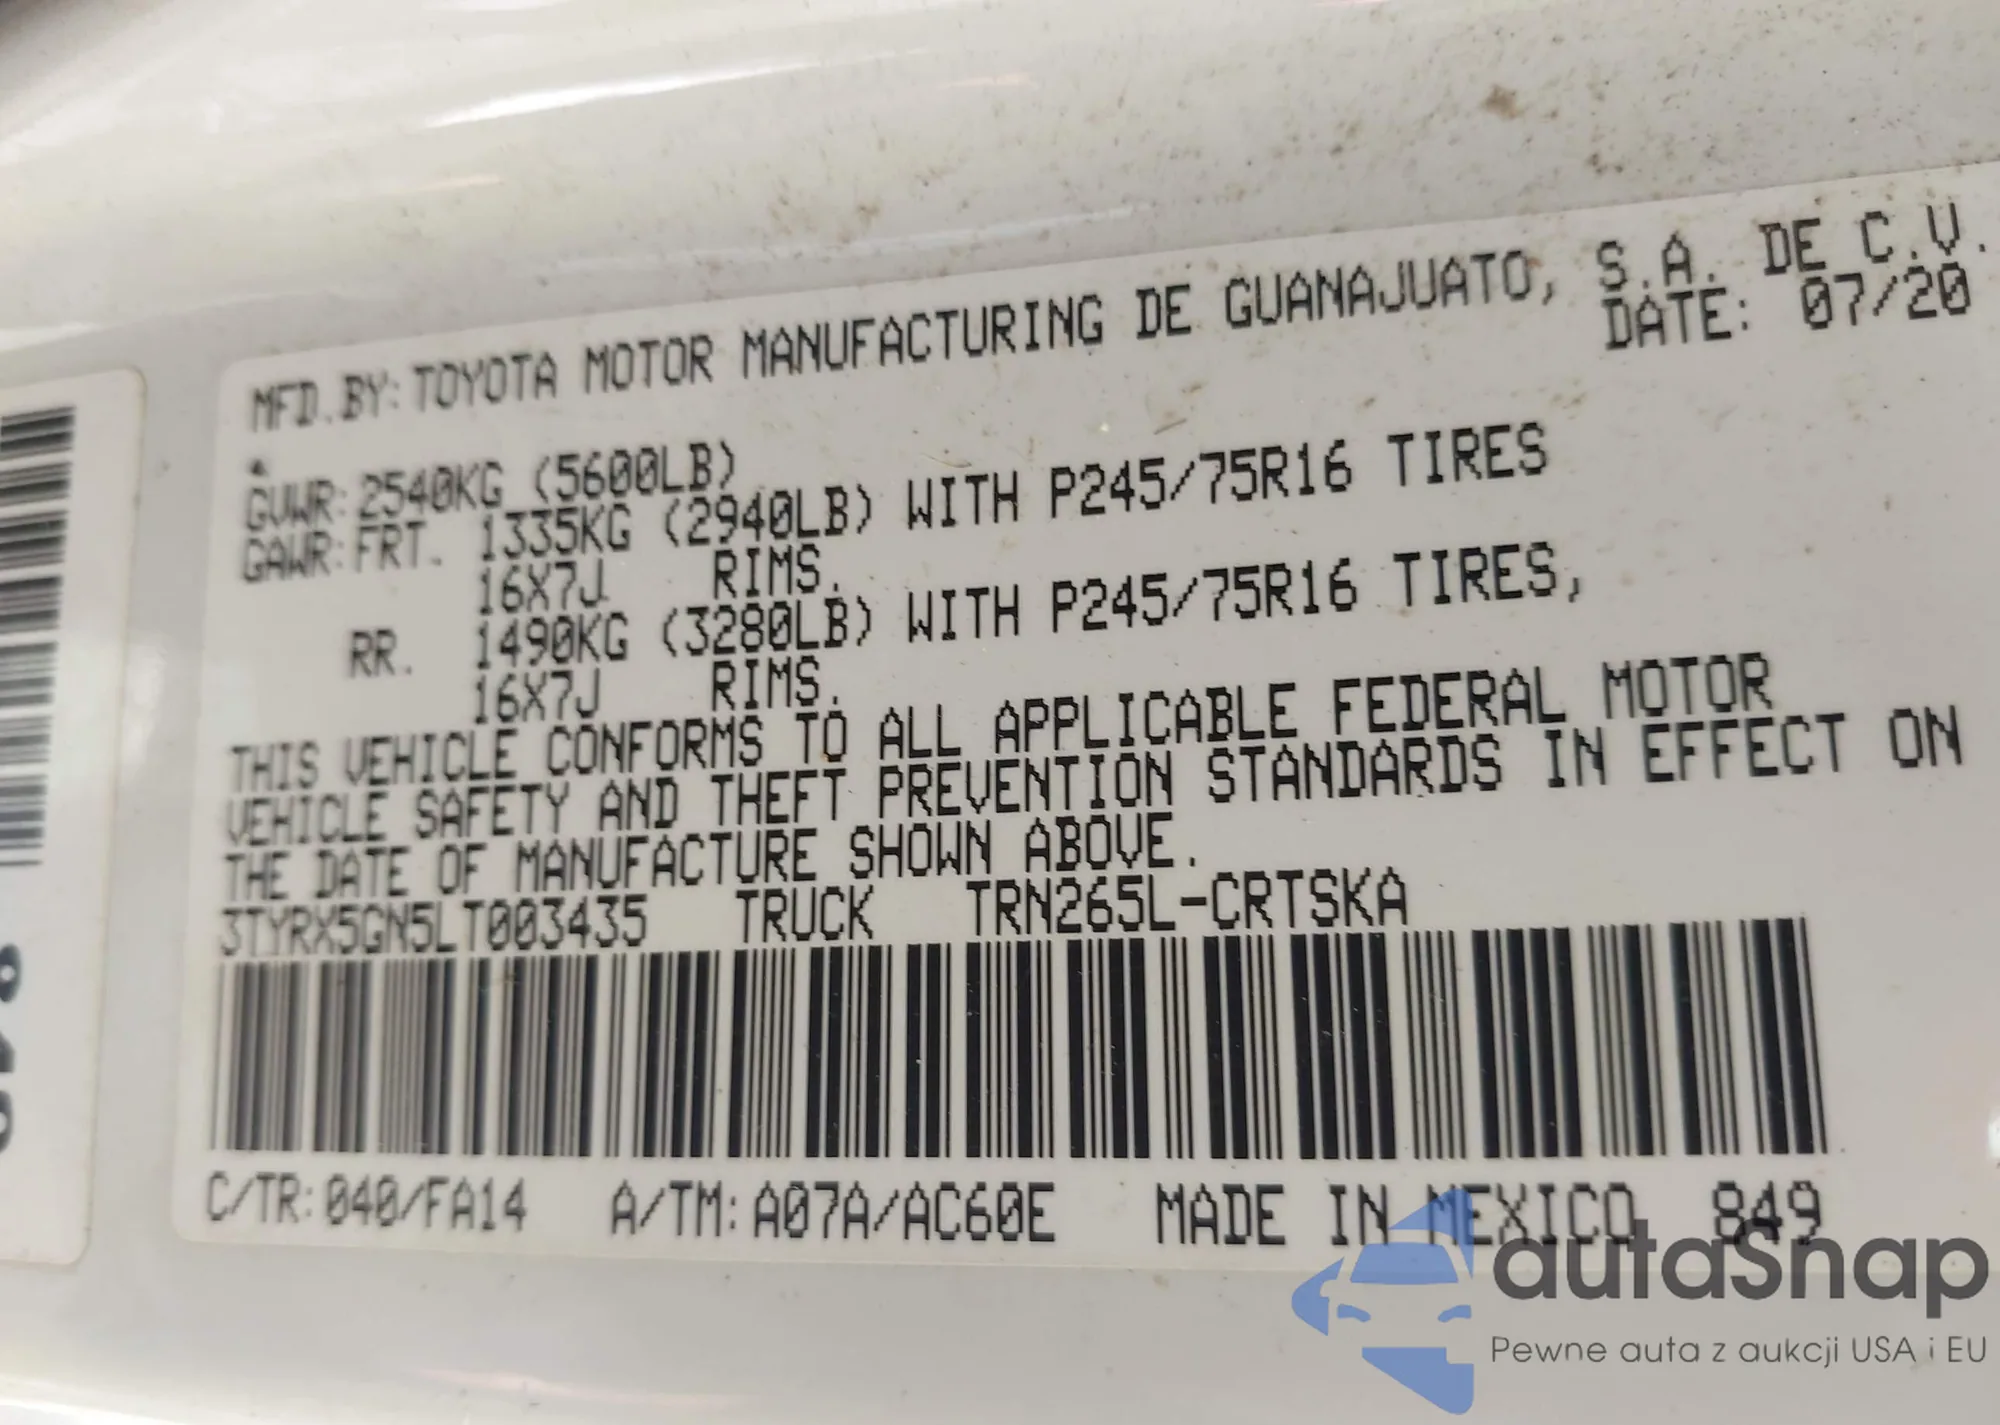 MFD.BY:TOYOTA MOTOR MANUFACTURING DE GUANAJUATO, S.A. DE C.V.
DATE: 07/20
GVWR:2540KG (5600LB)
GAWR:FRT. 1335KG (2940LB) WITH P245/75R16 TIRES
16X7J RIMS.
RR. 1490KG (3280LB) WITH P245/75R16 TIRES,
16X7J RIMS.
THIS VEHICLE CONFORMS TO ALL APPLICABLE FEDERAL MOTOR
VEHICLE SAFETY AND THEFT PREVENTION STANDARDS IN EFFECT ON
THE DATE OF MANUFACTURE SHOWN ABOVE.
3TYRX5GN5LT003435 TRUCK TRN265L-CRTSKA
C/TR:040/FA14 A/TM:A07A/AC60E MADE IN MEXICO 849
autaSnap
Pewne auta z aukcji USA i EU